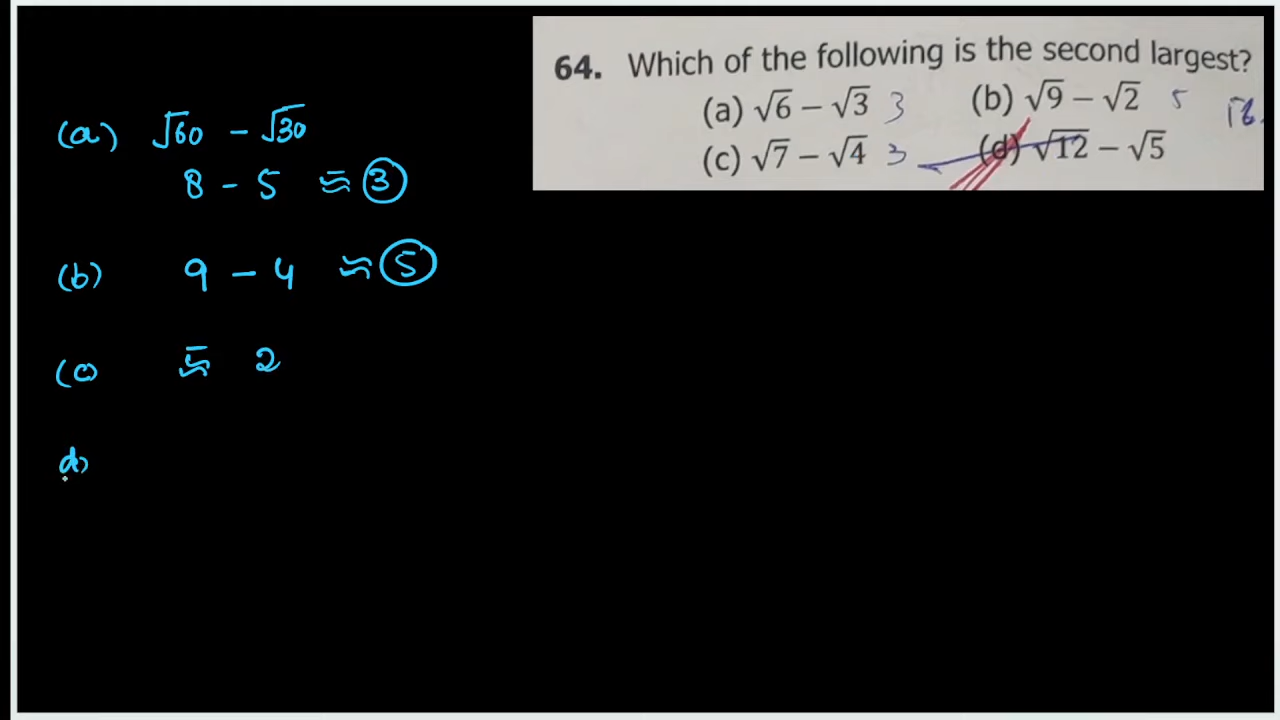 64. Which of the following is the second largest?
(a) √6 – √3 3 (b) √9 – √2 5
(c) √7 – √4 3 (d) √12 – √5
(a) √60 – √30
8 – 5 ≈ 3
(b) 9 – 4 ≈ 5
(c) ≈ 2
d)